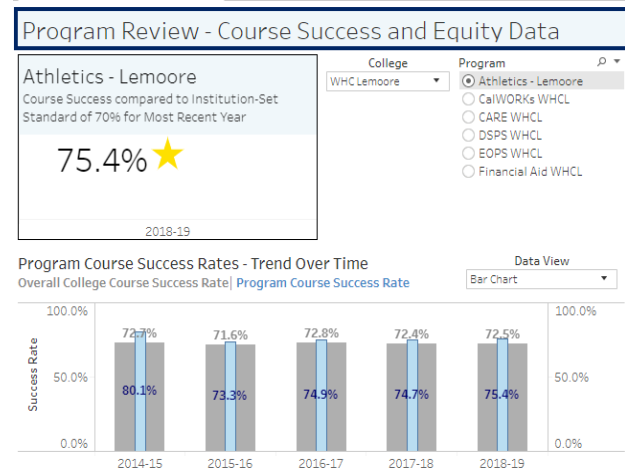 Program Review - Course Success and Equity Data
Athletics - Lemoore
Course Success compared to Institution-Set
Standard of 70% for Most Recent Year
75.4%
2018-19
College
WHC Lemoore
Program
Athletics - Lemoore
CalWORKs WHCL
CARE WHCL
DSPS WHCL
EOPS WHCL
Financial Aid WHCL
Program Course Success Rates - Trend Over Time
Overall College Course Success Rate| Program Course Success Rate
Data View
Bar Chart
Success Rate
100.0%
50.0%
0.0%
72.7% 71.6% 72.8% 72.4% 72.5%
80.1% 73.3% 74.9% 74.7% 75.4%
100.0%
50.0%
0.0%
2014-15 2015-16 2016-17 2017-18 2018-19